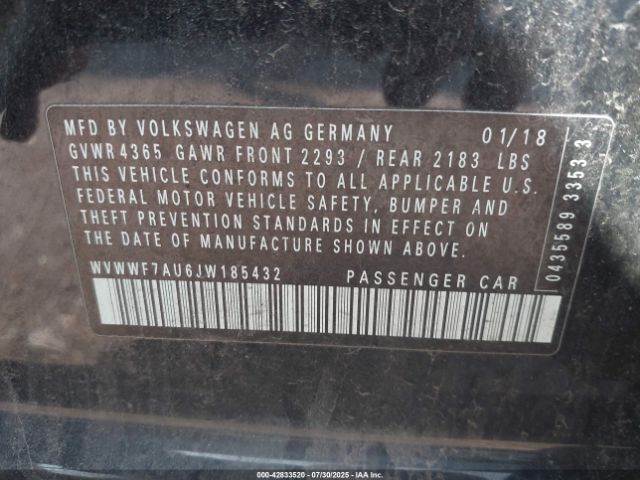 MFD BY VOLKSWAGEN AG GERMANY 01/18
GVWR 4365 GAWR FRONT 2293 / REAR 2183 LBS
THIS VEHICLE CONFORMS TO ALL APPLICABLE U.S.
FEDERAL MOTOR VEHICLE SAFETY, BUMPER AND
THEFT PREVENTION STANDARDS IN EFFECT ON
THE DATE OF MANUFACTURE SHOWN ABOVE.
WVWWF7AU6JW185432 PASSENGER CAR
0435589 3353 3
000-42833520 - 07/30/2025 - IAA Inc.